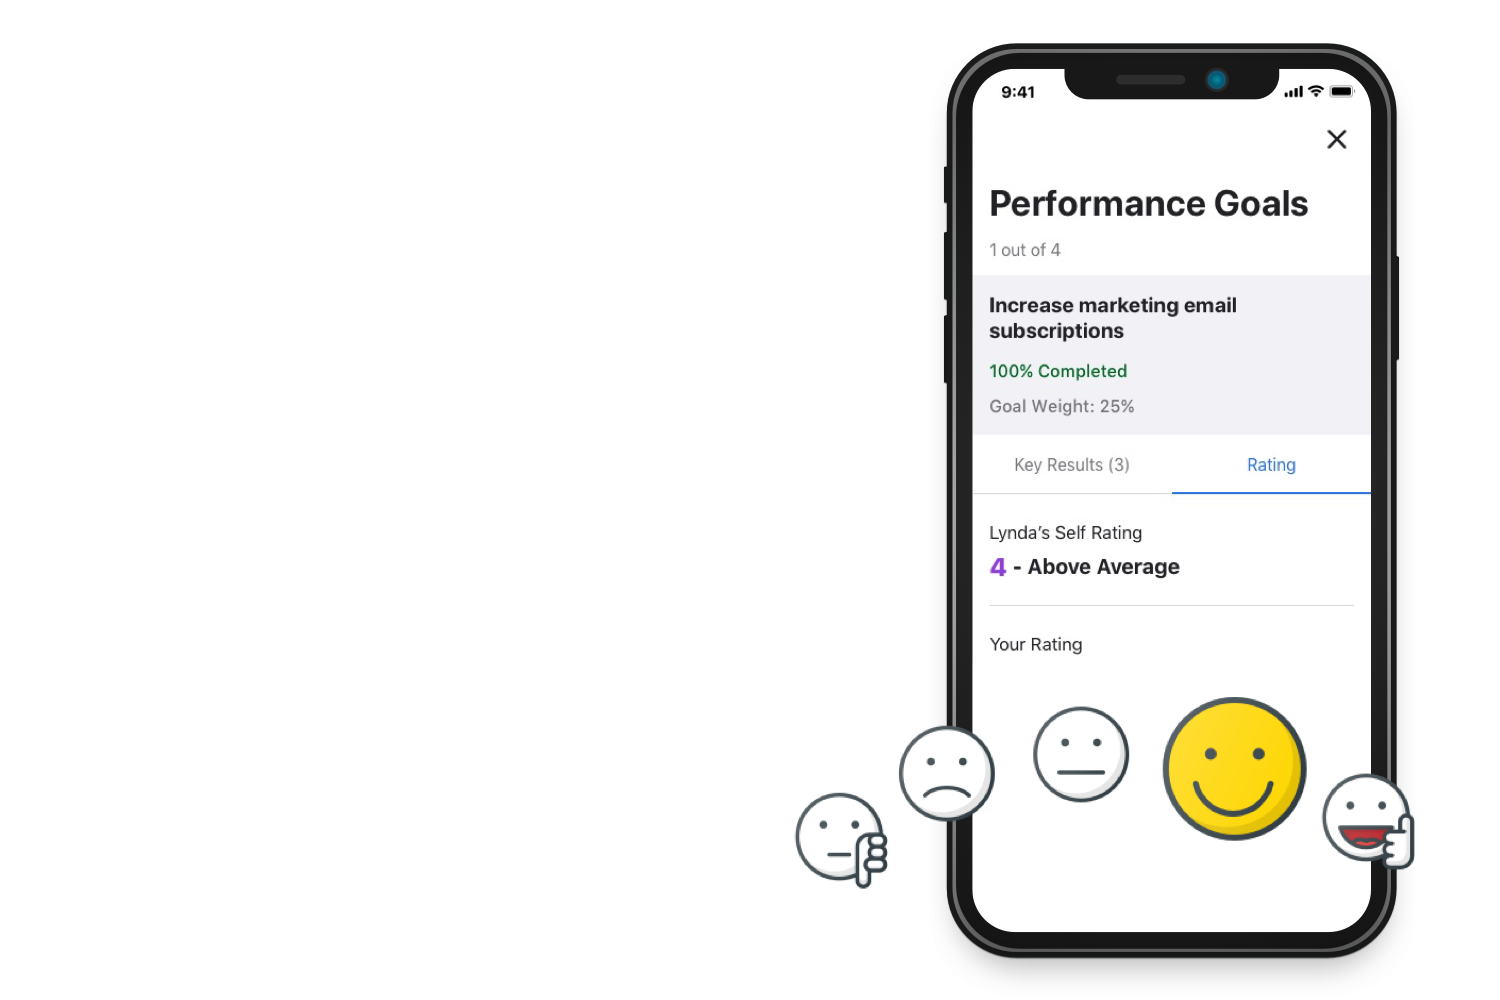 9:41
Performance Goals
1 out of 4
Increase marketing email
subscriptions
100% Completed
Goal Weight: 25%
Key Results (3) Rating
Lynda’s Self Rating
4 - Above Average
Your Rating